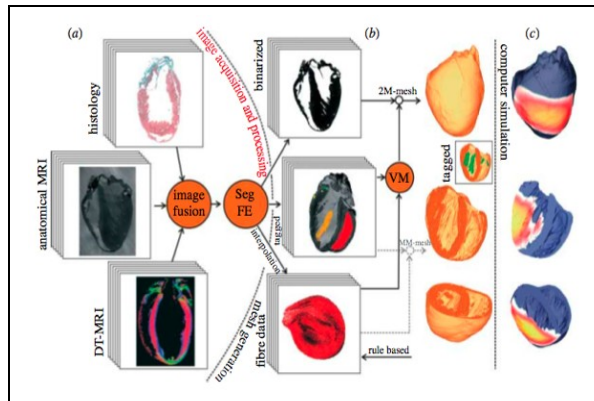 (a)
(b)
(c)
histology
anatomical MRI
DT-MRI
image
fusion
Seg
FE
image acquisition and processing
mesh generation
binarized
tagged
interpolation
fibre data
2M-mesh
VM
MM-mesh
rule based
tagged
computer simulation